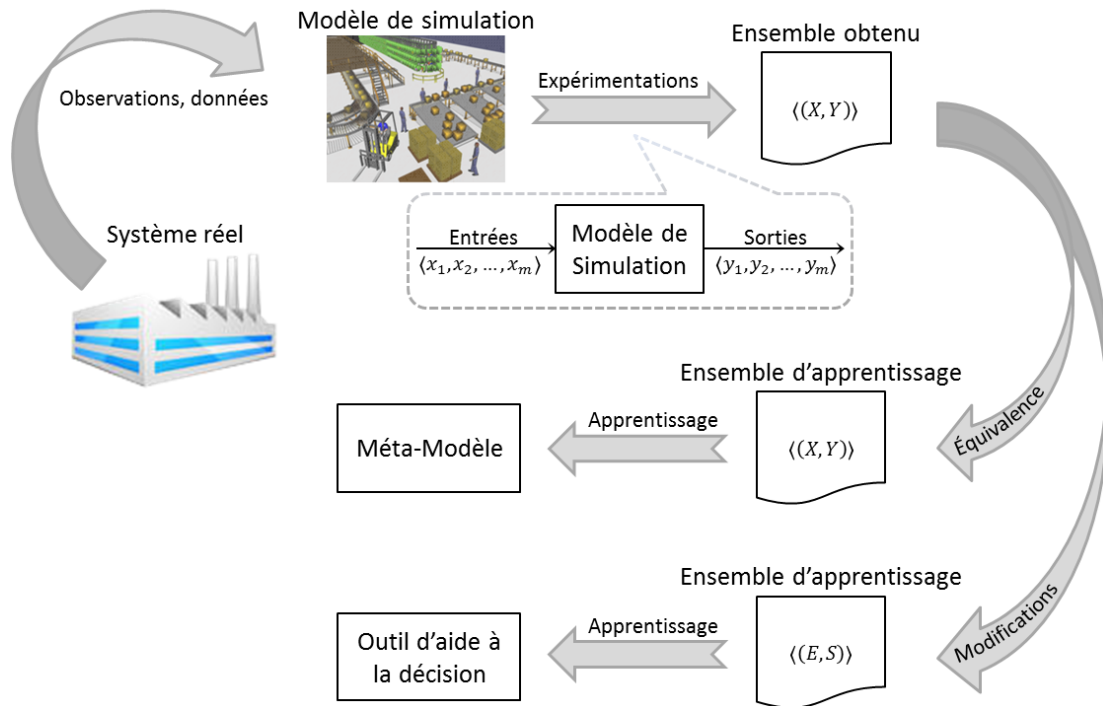 Modèle de simulation
Ensemble obtenu
Observations, données
Expérimentations
⟨(X, Y)⟩
Système réel
Entrées
⟨x₁, x₂, …, xₘ⟩
Modèle de
Simulation
Sorties
⟨y₁, y₂, …, yₘ⟩
Ensemble d’apprentissage
Méta-Modèle
Apprentissage
⟨(X, Y)⟩
Équivalence
Ensemble d’apprentissage
Outil d’aide à
la décision
Apprentissage
⟨(E, S)⟩
Modifications